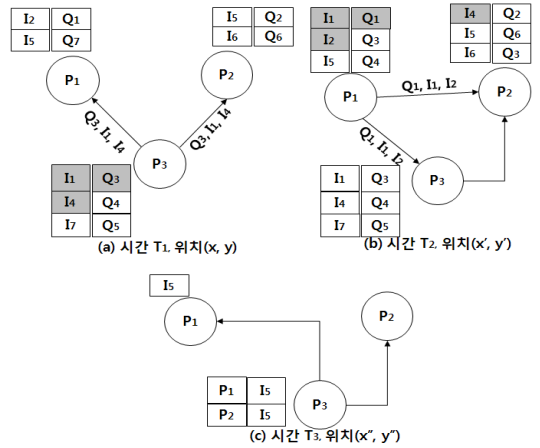 I2 Q1
I5 Q7
I5 Q2
I6 Q6
P1
P2
Q3, I1, I4
Q3, I1, I4
P3
I1 Q3
I4 Q4
I7 Q5
(a) 시간 T1, 위치(x, y)
I1 Q1
I2 Q3
I5 Q4
I4 Q2
I5 Q6
I6 Q3
P1
P2
Q1, I1, I2
Q1, I1, I2
P3
I1 Q3
I4 Q4
I7 Q5
(b) 시간 T2, 위치(x′, y′)
I5
P1
P2
P1 I5
P2 I5
P3
(c) 시간 T3, 위치(x″, y″)